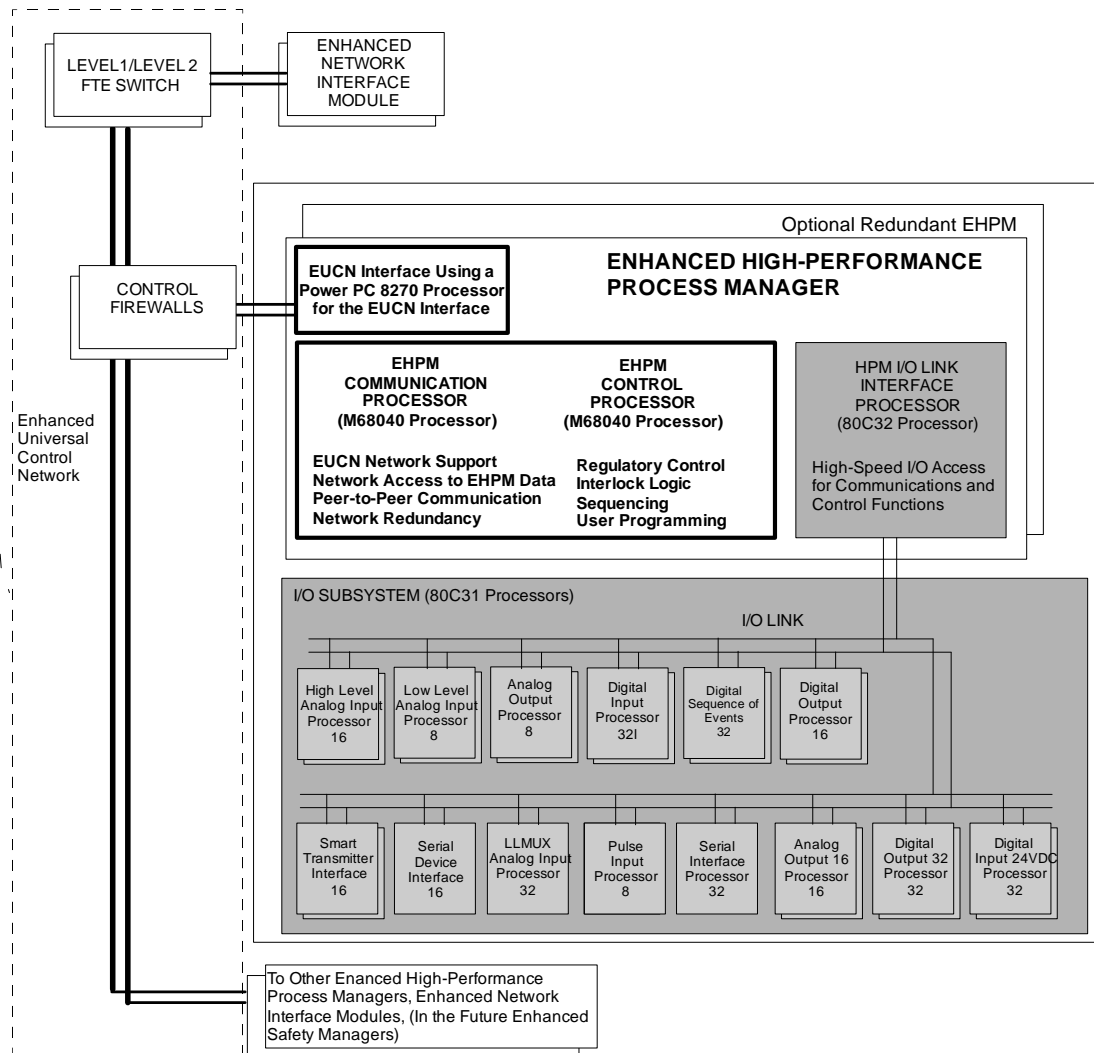 LEVEL1/LEVEL 2
FTE SWITCH
ENHANCED
NETWORK
INTERFACE
MODULE
Optional Redundant EHPM
EUCN Interface Using a
Power PC 8270 Processor
for the EUCN Interface
ENHANCED HIGH-PERFORMANCE
PROCESS MANAGER
CONTROL
FIREWALLS
EHPM
COMMUNICATION
PROCESSOR
(M68040 Processor)
EUCN Network Support
Network Access to EHPM Data
Peer-to-Peer Communication
Network Redundancy
EHPM
CONTROL
PROCESSOR
(M68040 Processor)
Regulatory Control
Interlock Logic
Sequencing
User Programming
HPM I/O LINK
INTERFACE
PROCESSOR
(80C32 Processor)
High-Speed I/O Access
for Communications and
Control Functions
Enhanced
Universal
Control
Network
I/O SUBSYSTEM (80C31 Processors)
I/O LINK
High Level
Analog Input
Processor
16
Low Level
Analog Input
Processor
8
Analog
Output
Processor
8
Digital
Input
Processor
32I
Digital
Sequence of
Events
32
Digital
Output
Processor
16
Smart
Transmitter
Interface
16
Serial
Device
Interface
16
LLMUX
Analog Input
Processor
32
Pulse
Input
Processor
8
Serial
Interface
Processor
32
Analog
Output 16
Processor
16
Digital
Output 32
Processor
32
Digital
Input 24VDC
Processor
32
To Other Enanced High-Performance
Process Managers, Enhanced Network
Interface Modules, (In the Future Enhanced
Safety Managers)